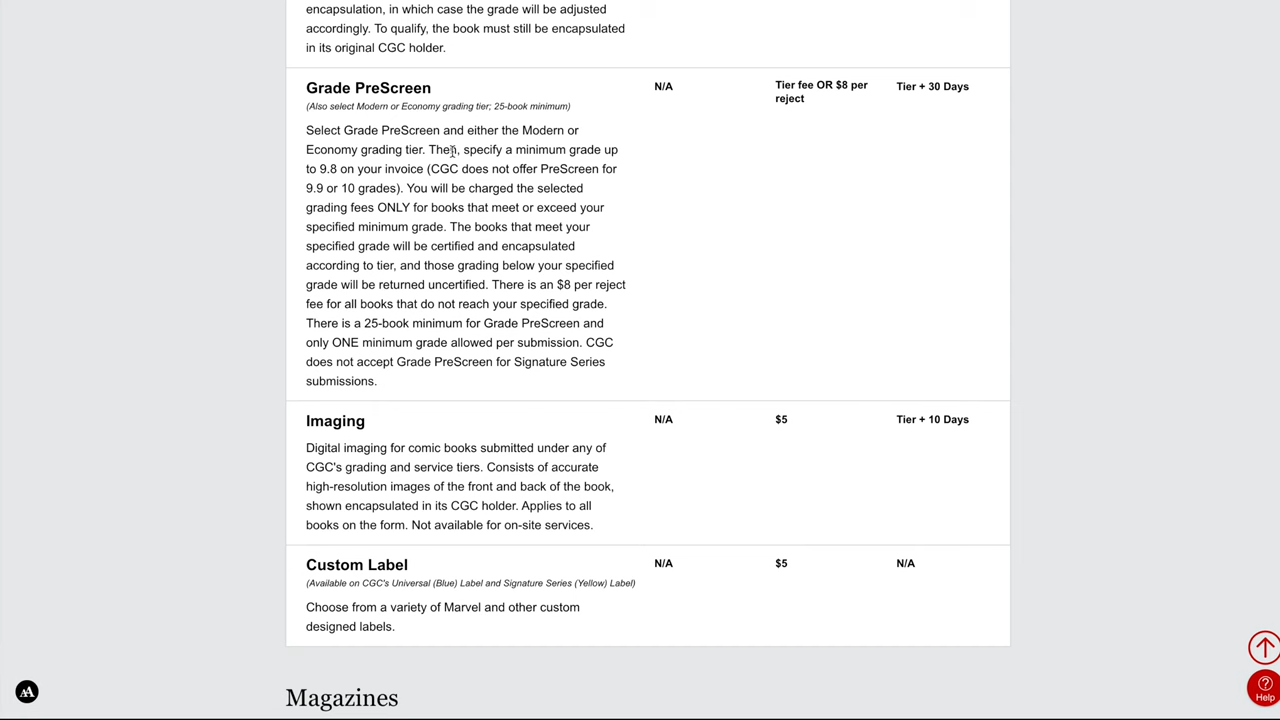 encapsulation, in which case the grade will be adjusted
accordingly. To qualify, the book must still be encapsulated
in its original CGC holder.
Grade PreScreen
N/A
Tier fee OR $8 per
reject
Tier + 30 Days
(Also select Modern or Economy grading tier; 25-book minimum)
Select Grade PreScreen and either the Modern or
Economy grading tier. Then, specify a minimum grade up
to 9.8 on your invoice (CGC does not offer PreScreen for
9.9 or 10 grades). You will be charged the selected
grading fees ONLY for books that meet or exceed your
specified minimum grade. The books that meet your
specified grade will be certified and encapsulated
according to tier, and those grading below your specified
grade will be returned uncertified. There is an $8 per reject
fee for all books that do not reach your specified grade.
There is a 25-book minimum for Grade PreScreen and
only ONE minimum grade allowed per submission. CGC
does not accept Grade PreScreen for Signature Series
submissions.
Imaging
N/A
$5
Tier + 10 Days
Digital imaging for comic books submitted under any of
CGC's grading and service tiers. Consists of accurate
high-resolution images of the front and back of the book,
shown encapsulated in its CGC holder. Applies to all
books on the form. Not available for on-site services.
Custom Label
N/A
$5
N/A
(Available on CGC's Universal (Blue) Label and Signature Series (Yellow) Label)
Choose from a variety of Marvel and other custom
designed labels.
Magazines
AA
Help